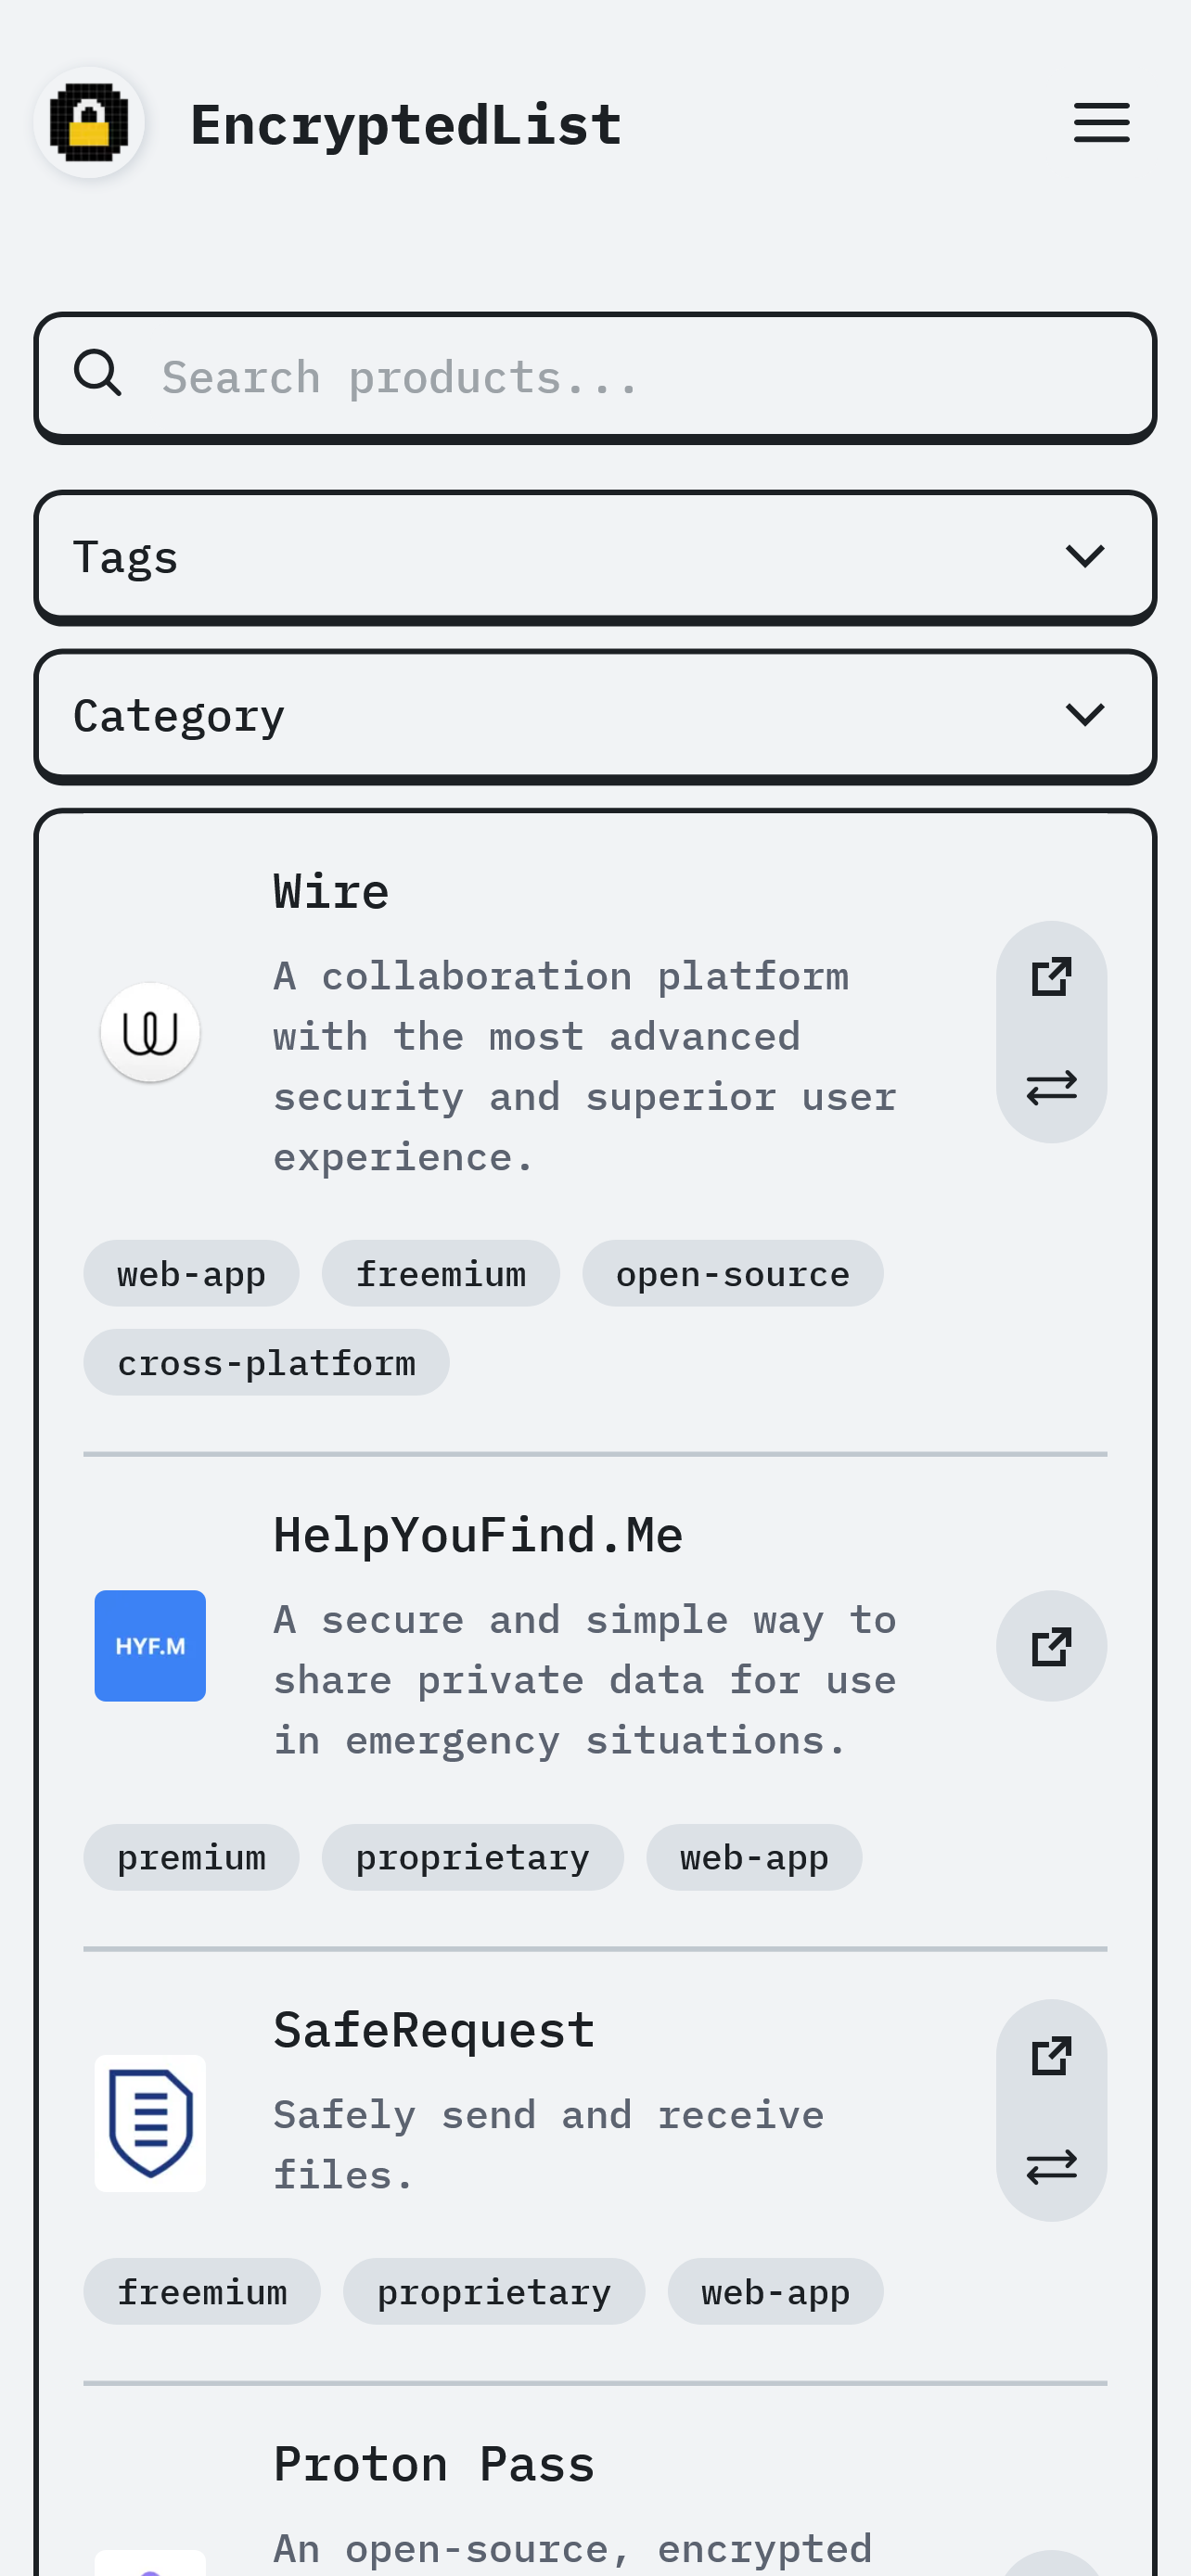 EncryptedList
Search products...
Tags
Category
Wire
A collaboration platform
with the most advanced
security and superior user
experience.
web-app freemium open-source
cross-platform
HelpYouFind.Me
HYF.M
A secure and simple way to
share private data for use
in emergency situations.
premium proprietary web-app
SafeRequest
Safely send and receive
files.
freemium proprietary web-app
Proton Pass
An open-source, encrypted